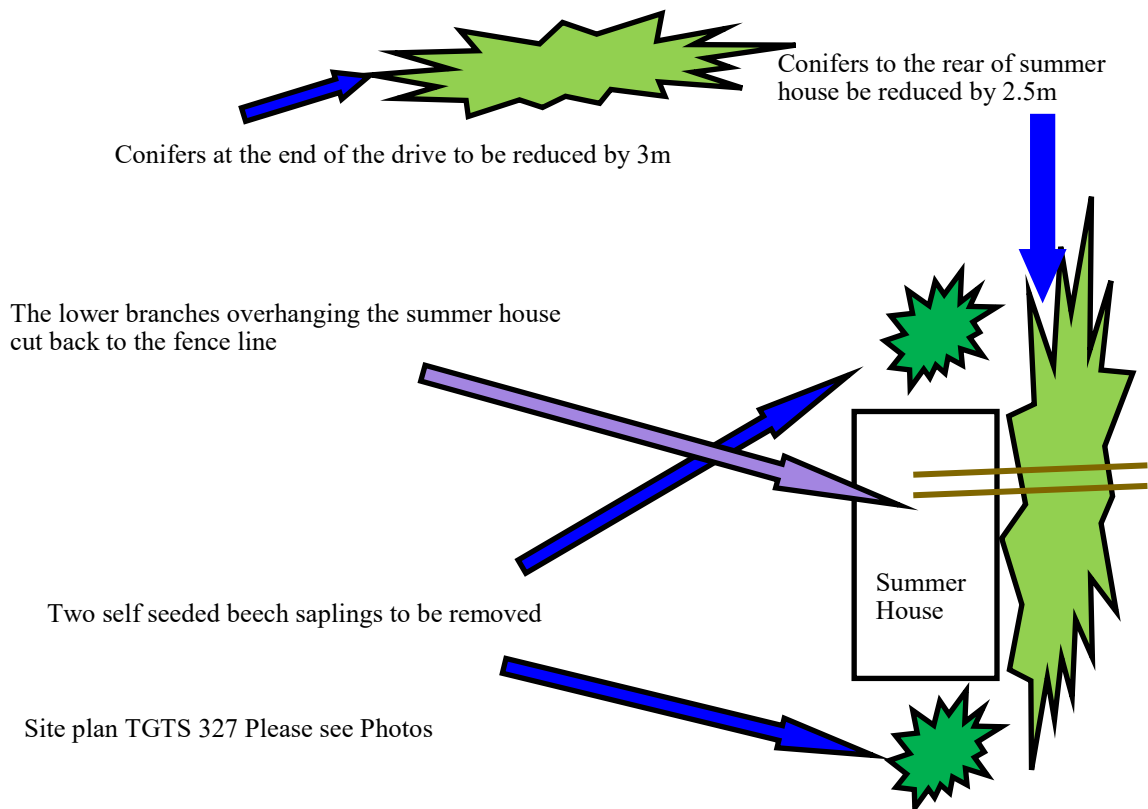 Conifers to the rear of summer
house be reduced by 2.5m
Conifers at the end of the drive to be reduced by 3m
The lower branches overhanging the summer house
cut back to the fence line
Summer
House
Two self seeded beech saplings to be removed
Site plan TGTS 327 Please see Photos